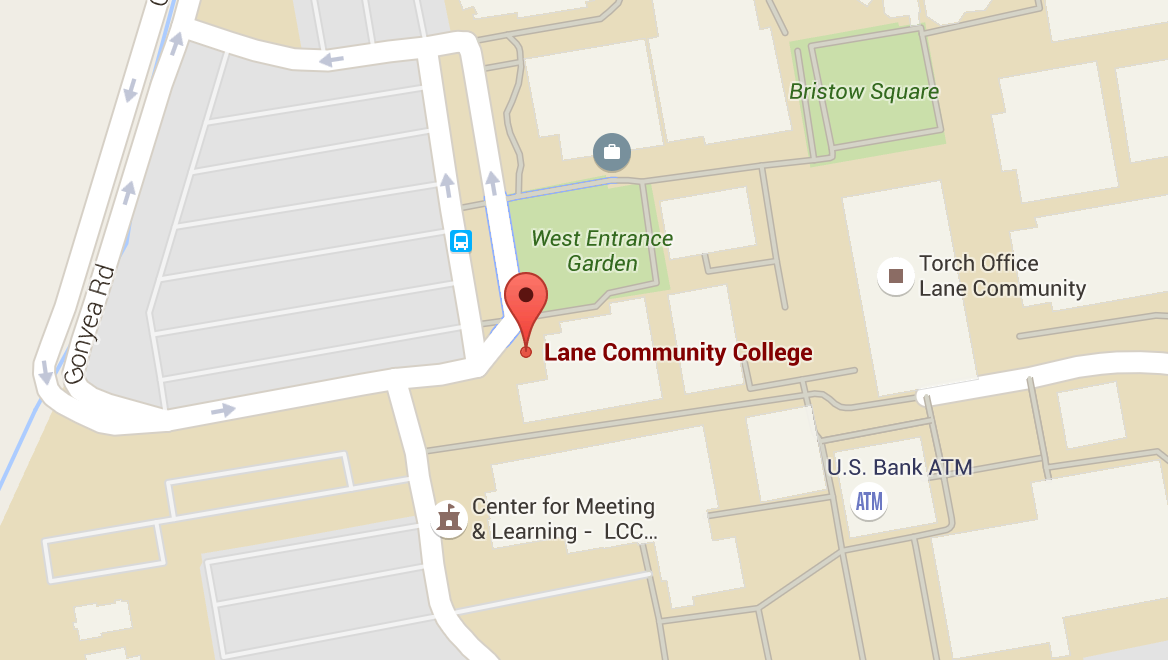 Bristow Square
West Entrance
Garden
Torch Office
Lane Community
Gonyea Rd
Lane Community College
U.S. Bank ATM
ATM
Center for Meeting
& Learning - LCC...